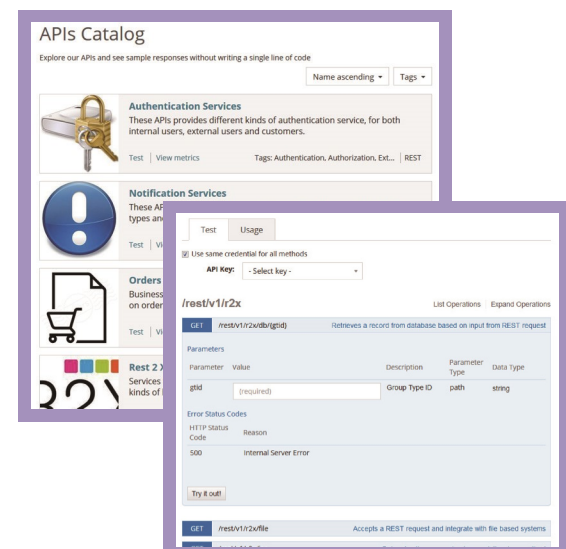 APIs Catalog
Explore our APIs and see sample responses without writing a single line of code
Name ascending
Tags
Authentication Services
These APIs provides different kinds of authentication service, for both
internal users, external users and customers.
Test | View metrics
Tags: Authentication, Authorization, Ext... | REST
Notification Services
These AP
types and
Test
Orders
Business
on order
Test
Rest 2
Services
kinds of
R2X
Test
Usage
Use same credential for all methods
API Key:
- Select key -
/rest/v1/r2x
List Operations
Expand Operations
GET /rest/v1/r2x/db/{gtid} Retrieves a record from database based on input from REST request
Parameters
Parameter Value Description Parameter Type Data Type
gtid (required) Group Type ID path string
Error Status Codes
HTTP Status Code Reason
500 Internal Server Error
Try it out!
GET /rest/v1/r2x/file Accepts a REST request and integrate with file based systems